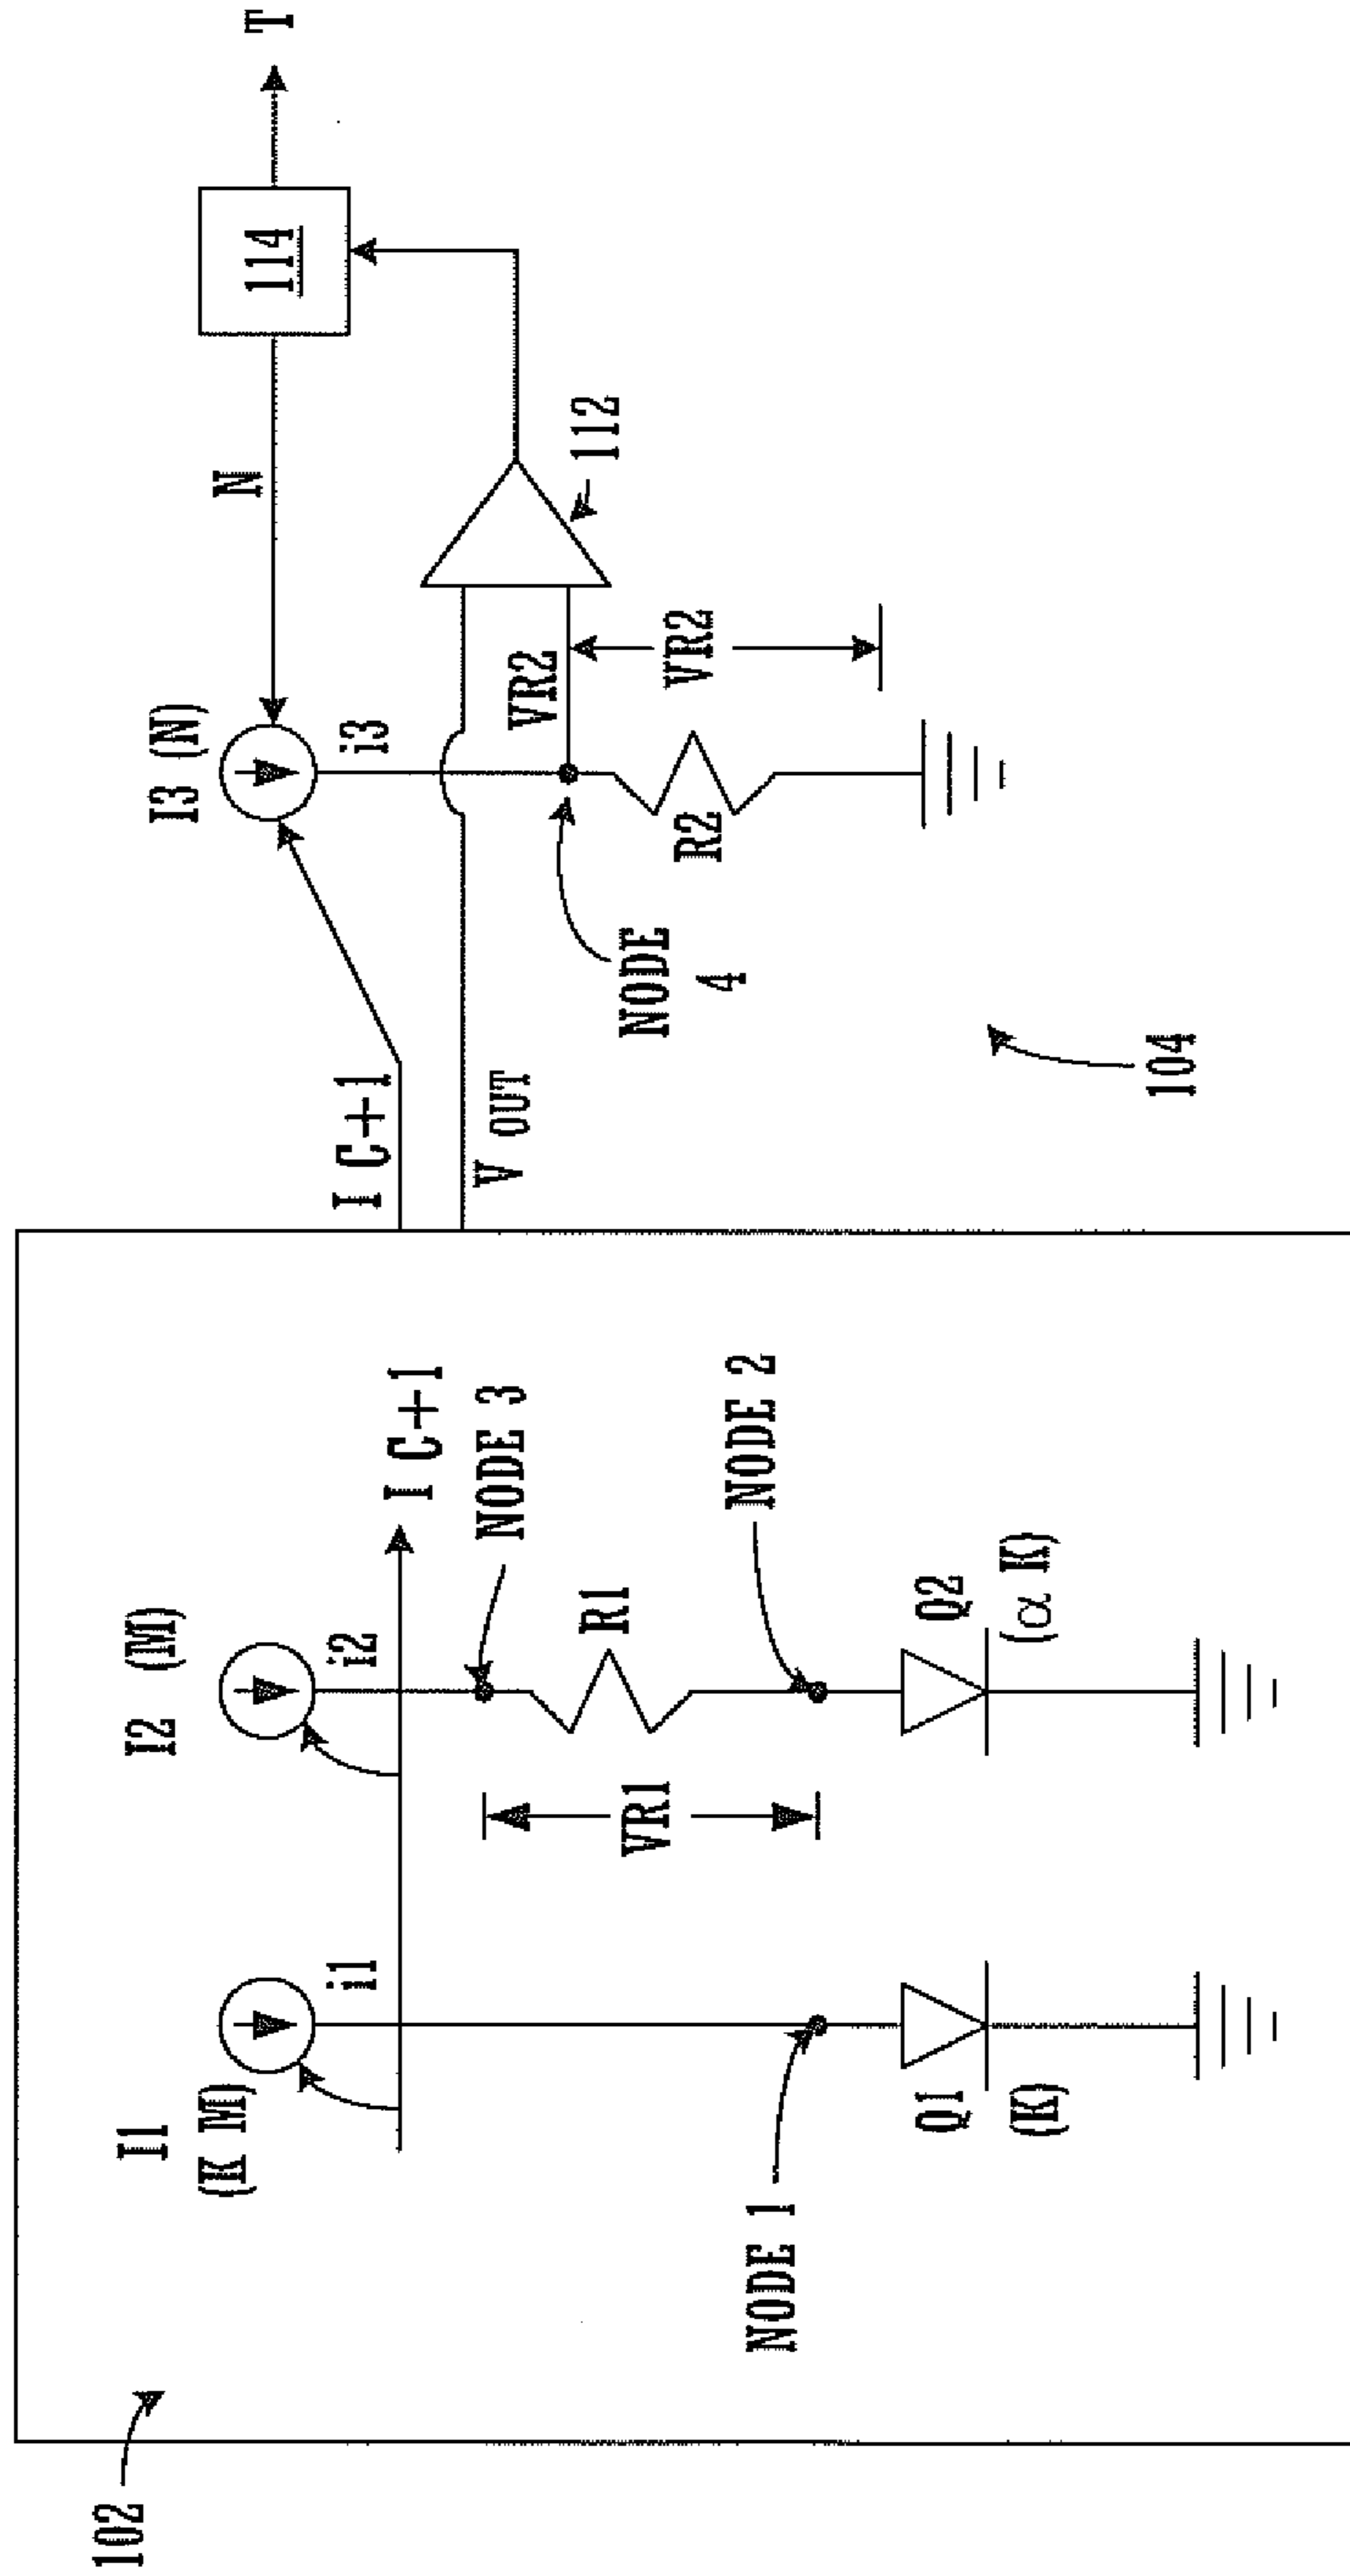 102
I1
(K M)
i1
I2 (M)
i2
I C+1
NODE 3
R1
VR1
NODE 2
NODE 1
Q1
(K)
Q2
(α K)
I C+1
V OUT
I3 (N)
i3
N
114
T
VR2
112
VR2
R2
NODE
4
104